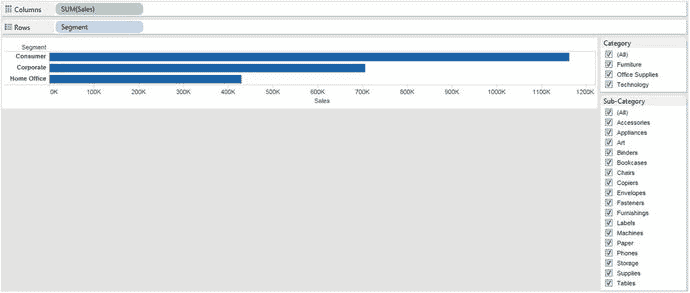 Columns SUM(Sales)
Rows Segment
Segment
Consumer
Corporate
Home Office
0K 100K 200K 300K 400K 500K 600K 700K 800K 900K 1000K 1100K 1200K
Sales
Category
(All)
Furniture
Office Supplies
Technology
Sub-Category
(All)
Accessories
Appliances
Art
Binders
Bookcases
Chairs
Copiers
Envelopes
Fasteners
Furnishings
Labels
Machines
Paper
Phones
Storage
Supplies
Tables